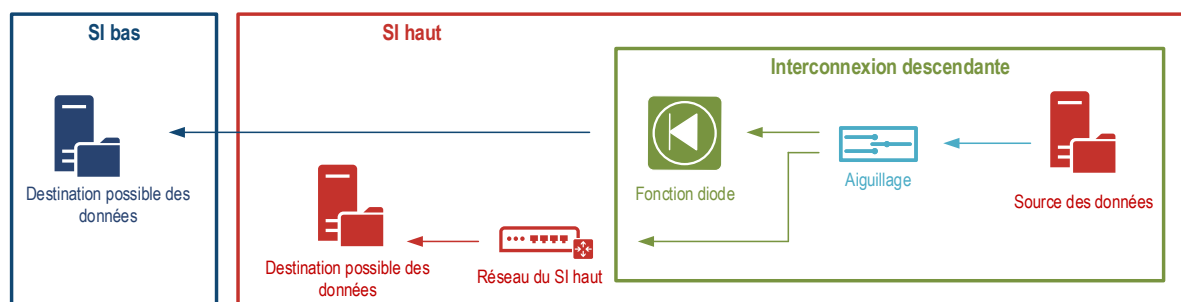 SI bas
SI haut
Interconnexion descendante
Destination possible des
données
Fonction diode
Aiguillage
Source des données
Destination possible des
données
Réseau du SI haut